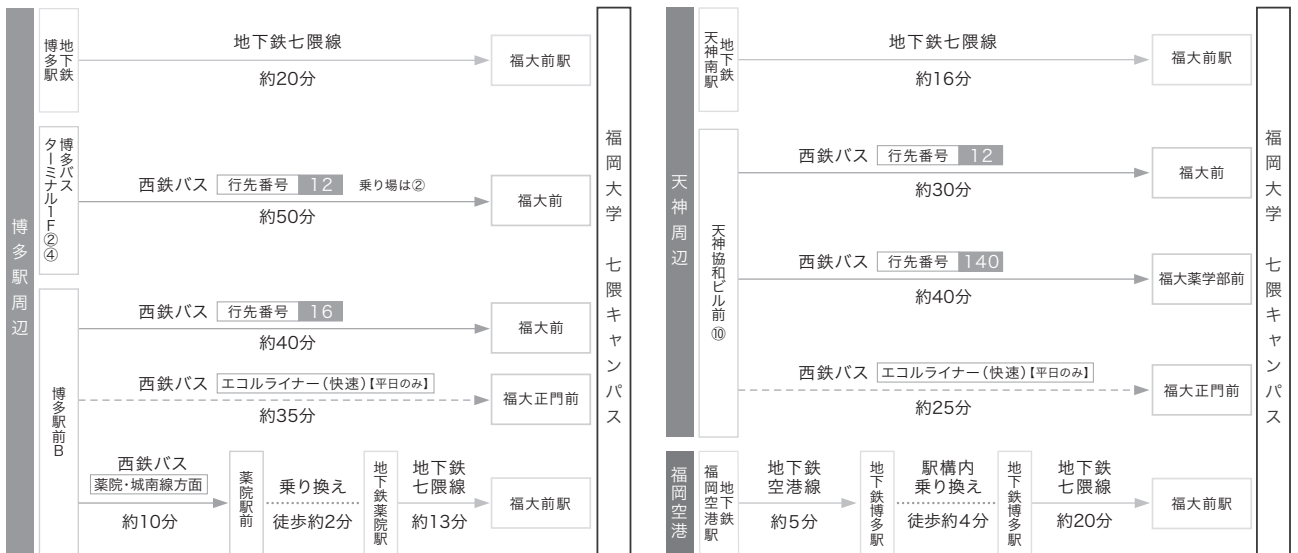 博多駅周辺
地下鉄
博多駅
地下鉄七隈線
約20分
福大前駅
博多バス
ターミナル1F②④
西鉄バス 行先番号 12 乗り場は②
約50分
福大前
博多駅前B
西鉄バス 行先番号 16
約40分
福大前
西鉄バス エコルライナー(快速)【平日のみ】
約35分
福大正門前
西鉄バス
薬院・城南線方面
約10分
薬院駅前
乗り換え
徒歩約2分
地下鉄薬院駅
地下鉄
七隈線
約13分
福大前駅
福岡大学 七隈キャンパス
天神周辺
地下鉄
天神南駅
地下鉄七隈線
約16分
福大前駅
天神協和ビル前⑩
西鉄バス 行先番号 12
約30分
福大前
西鉄バス 行先番号 140
約40分
福大薬学部前
西鉄バス エコルライナー(快速)【平日のみ】
約25分
福大正門前
福岡空港
地下鉄
福岡空港駅
地下鉄
空港線
約5分
地下鉄博多駅
駅構内
乗り換え
徒歩約4分
地下鉄博多駅
地下鉄
七隈線
約20分
福大前駅
福岡大学 七隈キャンパス